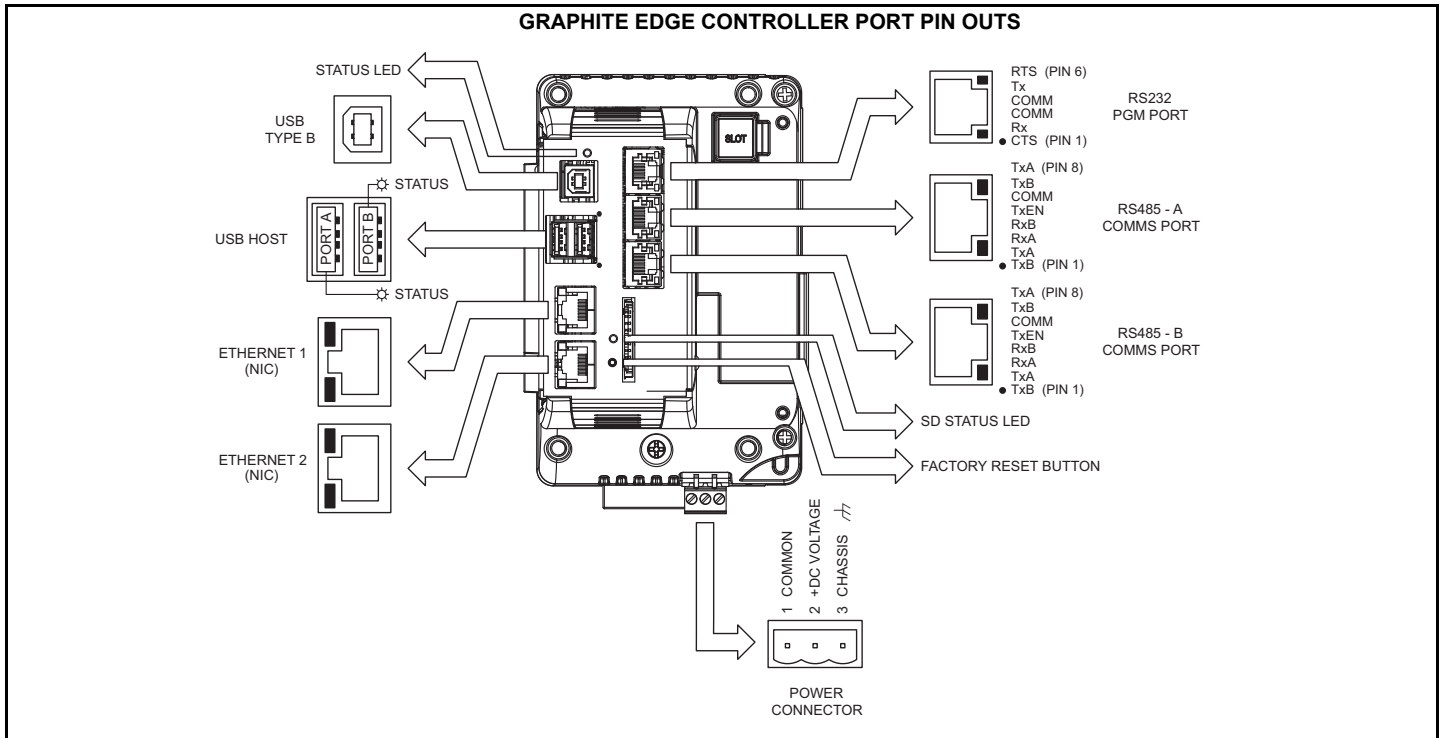 GRAPHITE EDGE CONTROLLER PORT PIN OUTS
STATUS LED
USB
TYPE B
STATUS
PORT A
PORT B
USB HOST
STATUS
ETHERNET 1
(NIC)
ETHERNET 2
(NIC)
SLOT
RTS (PIN 6)
Tx
COMM
COMM
Rx
CTS (PIN 1)
RS232
PGM PORT
TxA (PIN 8)
TxB
COMM
TxEN
RxB
RxA
TxA
TxB (PIN 1)
RS485 - A
COMMS PORT
TxA (PIN 8)
TxB
COMM
TxEN
RxB
RxA
TxA
TxB (PIN 1)
RS485 - B
COMMS PORT
SD STATUS LED
FACTORY RESET BUTTON
1 COMMON
2 +DC VOLTAGE
3 CHASSIS
POWER
CONNECTOR